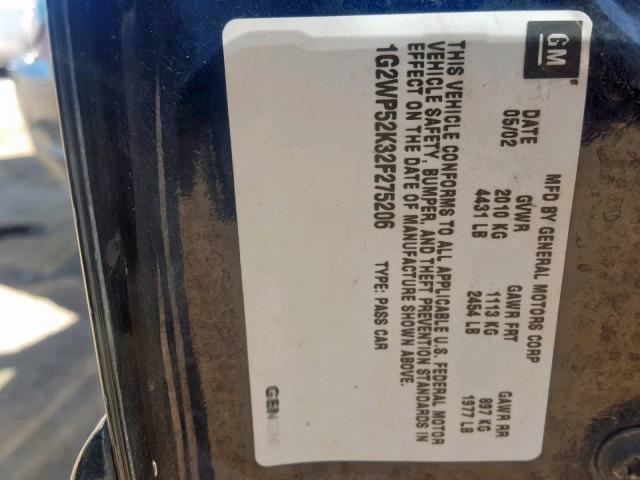 GM
MFD BY GENERAL MOTORS CORP
DATE GVWR GAWR FRT GAWR RR
05/02 2010 KG 1113 KG 897 KG
4431 LB 2454 LB 1977 LB
THIS VEHICLE CONFORMS TO ALL APPLICABLE U.S. FEDERAL MOTOR
VEHICLE SAFETY, BUMPER, AND THEFT PREVENTION STANDARDS IN
EFFECT ON THE DATE OF MANUFACTURE SHOWN ABOVE.
1G2WP52K32F275206 TYPE: PASS CAR